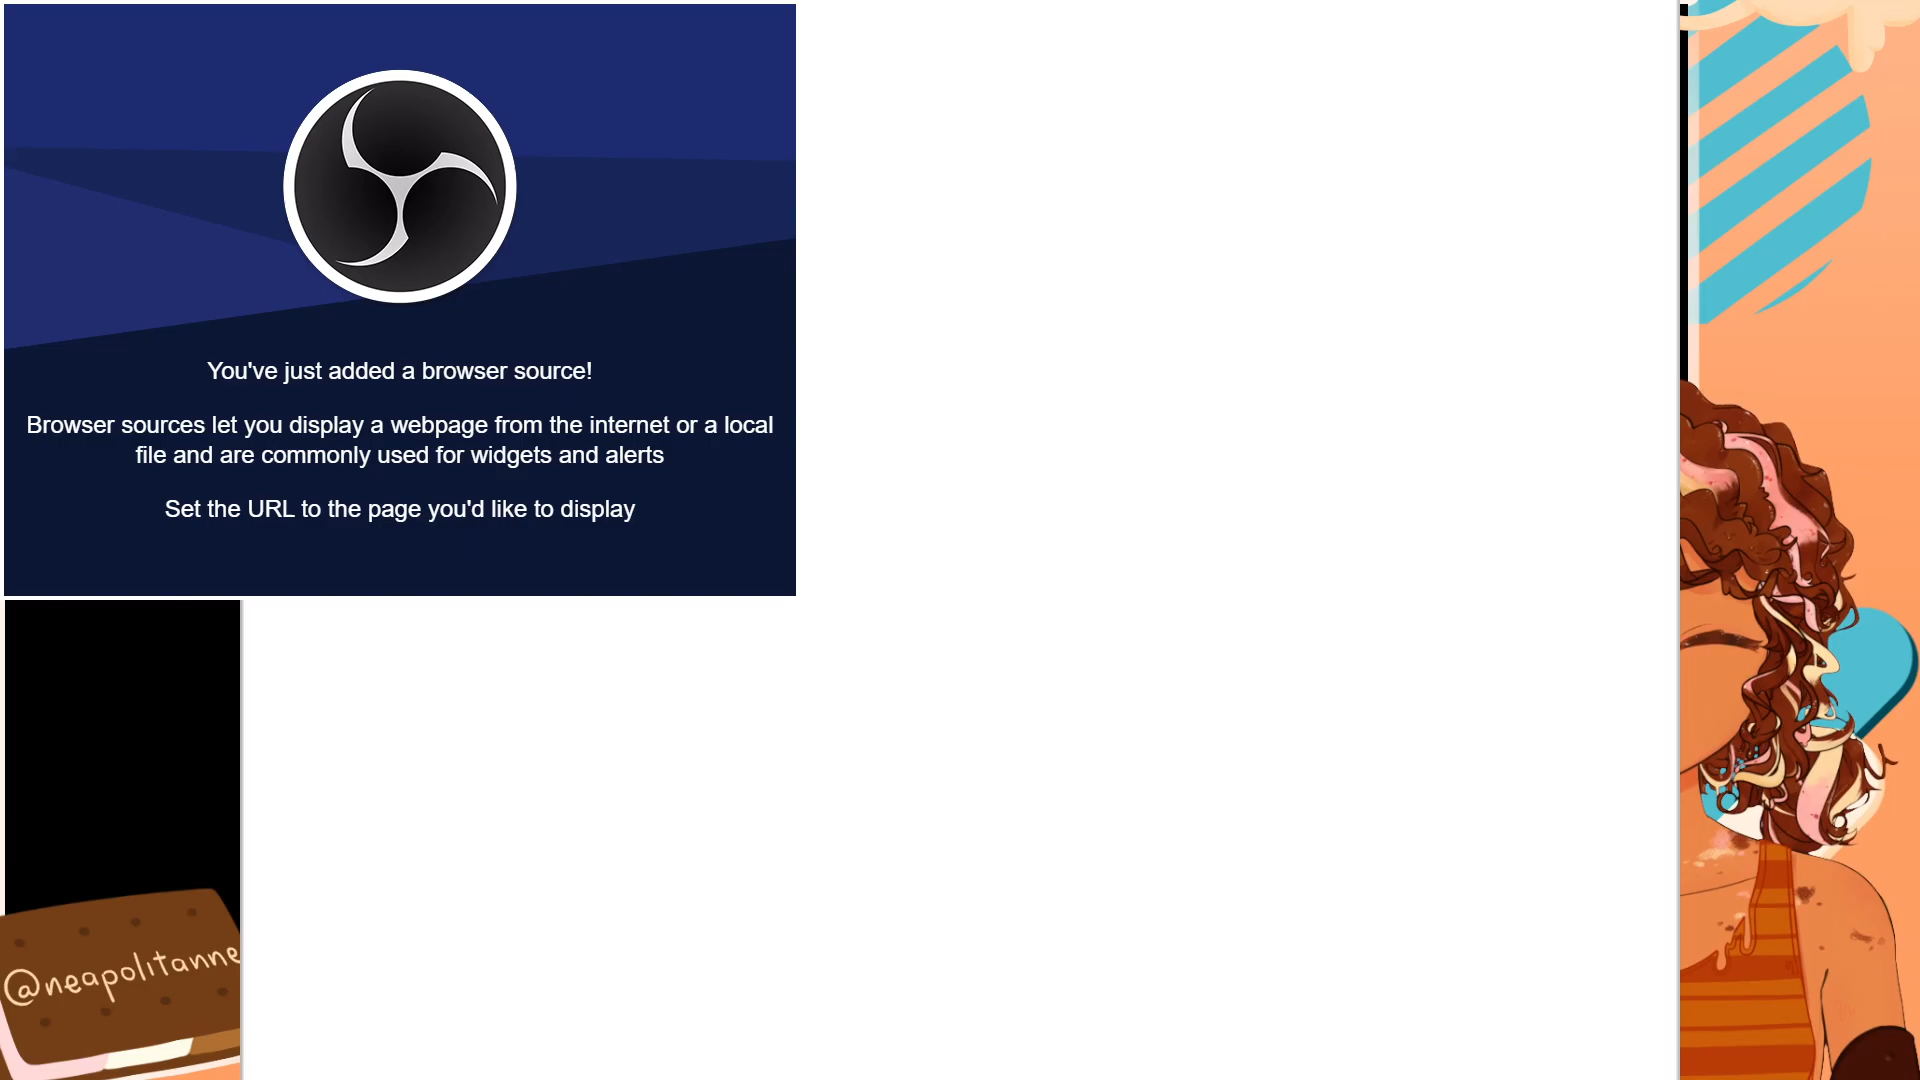 You've just added a browser source!
Browser sources let you display a webpage from the internet or a local
file and are commonly used for widgets and alerts
Set the URL to the page you'd like to display
@neapolitanne